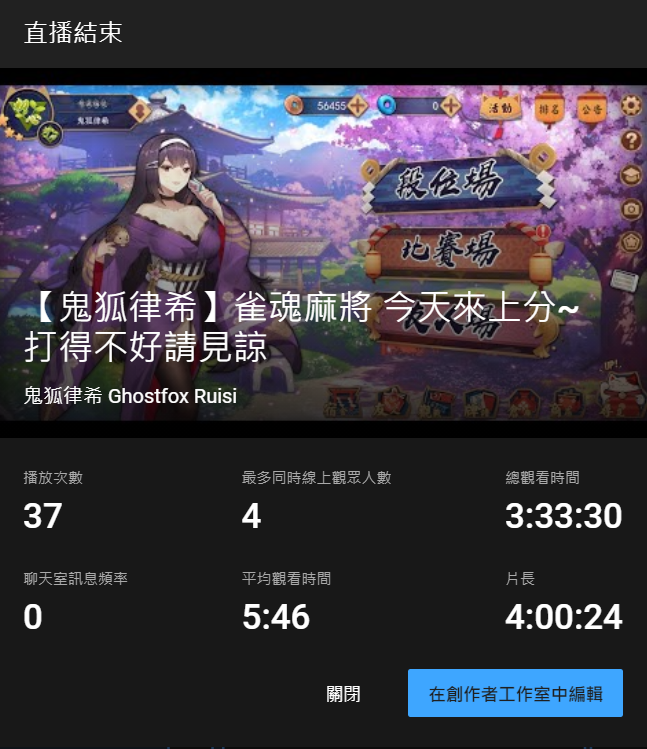 直播結束
56455
0
活動
排名
公告
鬼狐律希
段位場
比賽場
友人場
【鬼狐律希】雀魂麻將 今天來上分~
打得不好請見諒
鬼狐律希 Ghostfox Ruisi
UP!
播放次數
最多同時線上觀眾人數
總觀看時間
37
4
3:33:30
聊天室訊息頻率
平均觀看時間
片長
0
5:46
4:00:24
關閉
在創作者工作室中編輯